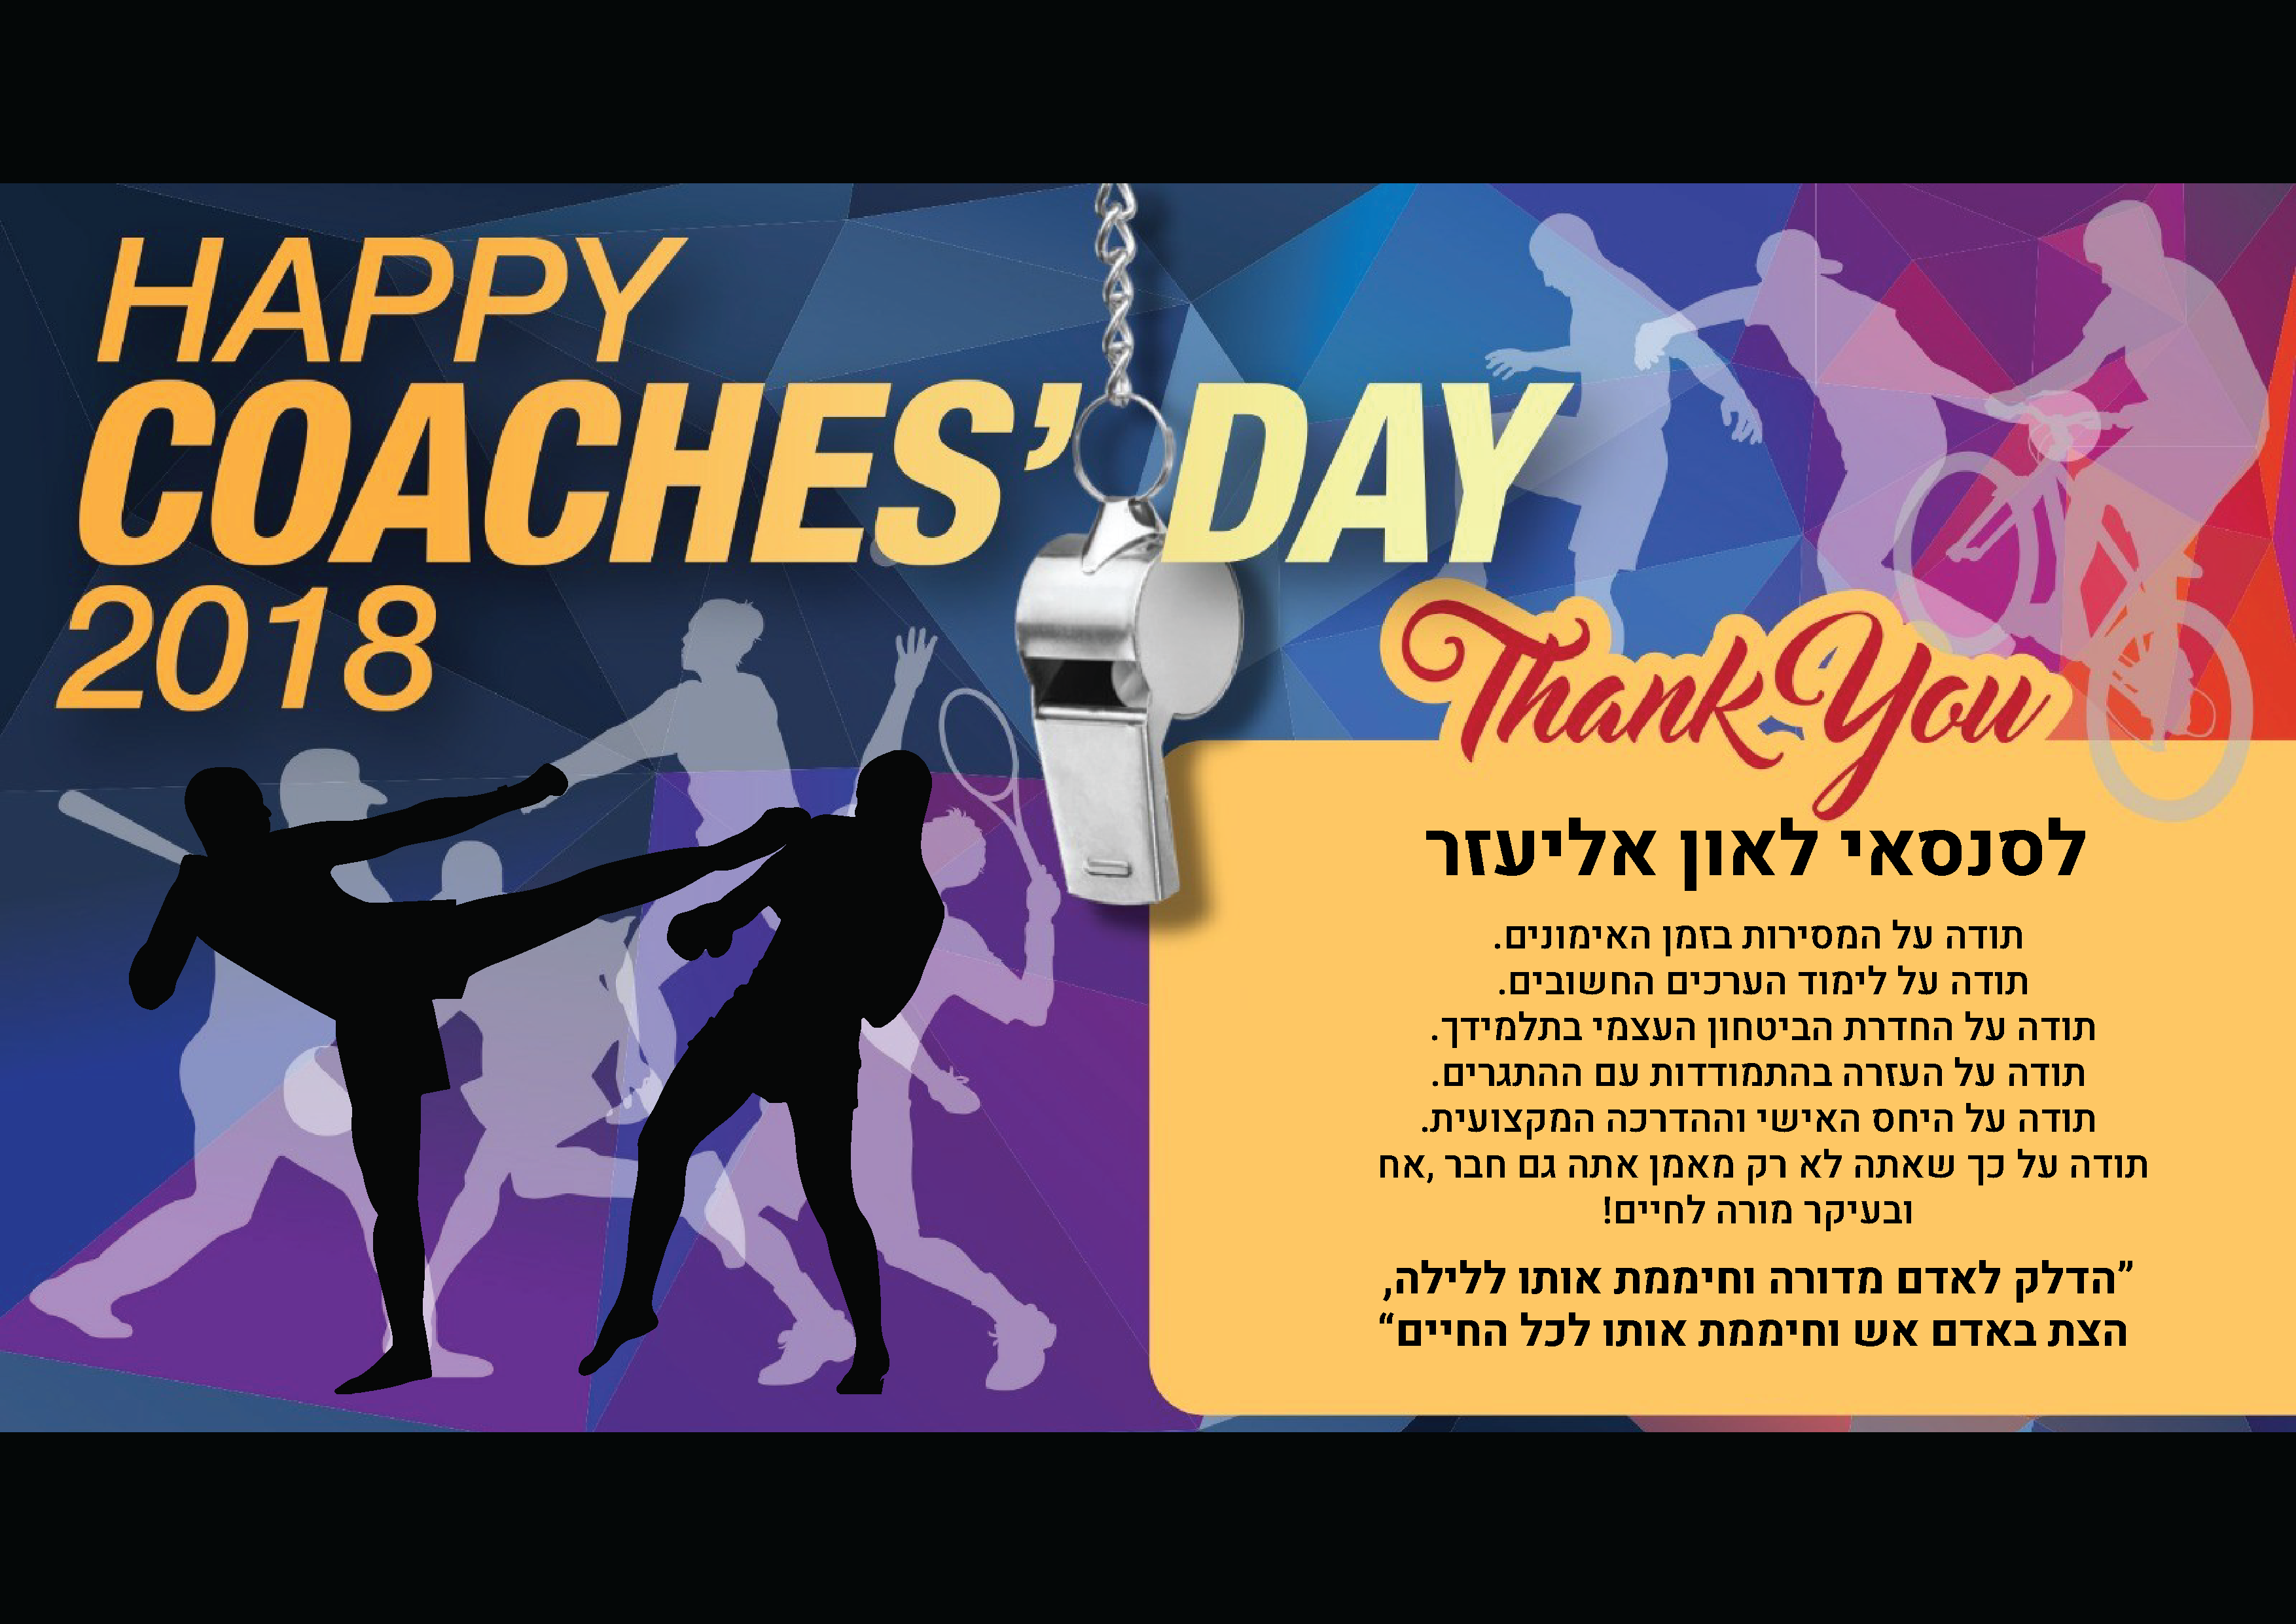 HAPPY
COACHES' DAY
2018
Thank You
לסנסאי לאון אליעזר
תודה על המסירות בזמן האימונים.
תודה על לימוד הערכים החשובים.
תודה על החדרת הביטחון העצמי בתלמידך.
תודה על העזרה בהתמודדות עם ההתגרים.
תודה על היחס האישי וההדרכה המקצועית.
תודה על כך שאתה לא רק מאמן אתה גם חבר ,אח
ובעיקר מורה לחיים!
”הדלק לאדם מדורה וחיממת אותו ללילה,
הצת באדם אש וחיממת אותו לכל החיים“